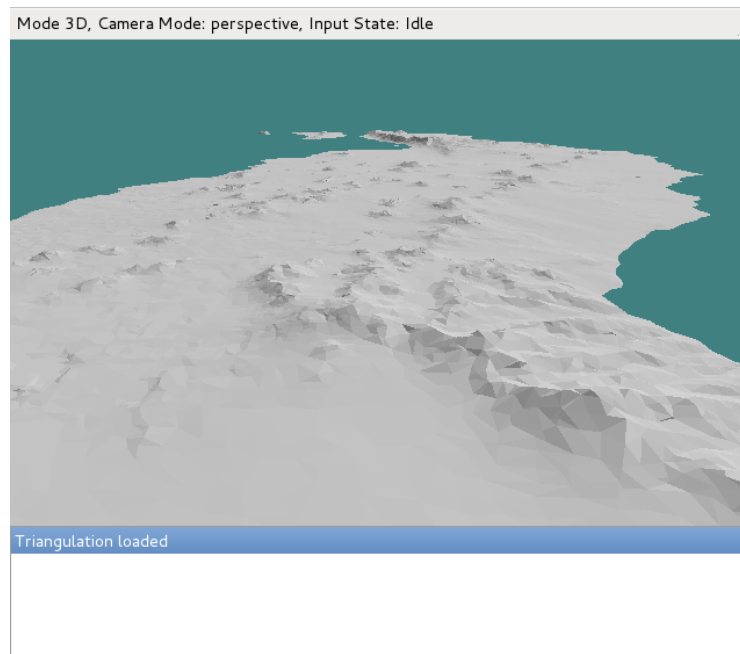 Mode 3D, Camera Mode: perspective, Input State: Idle
Triangulation loaded